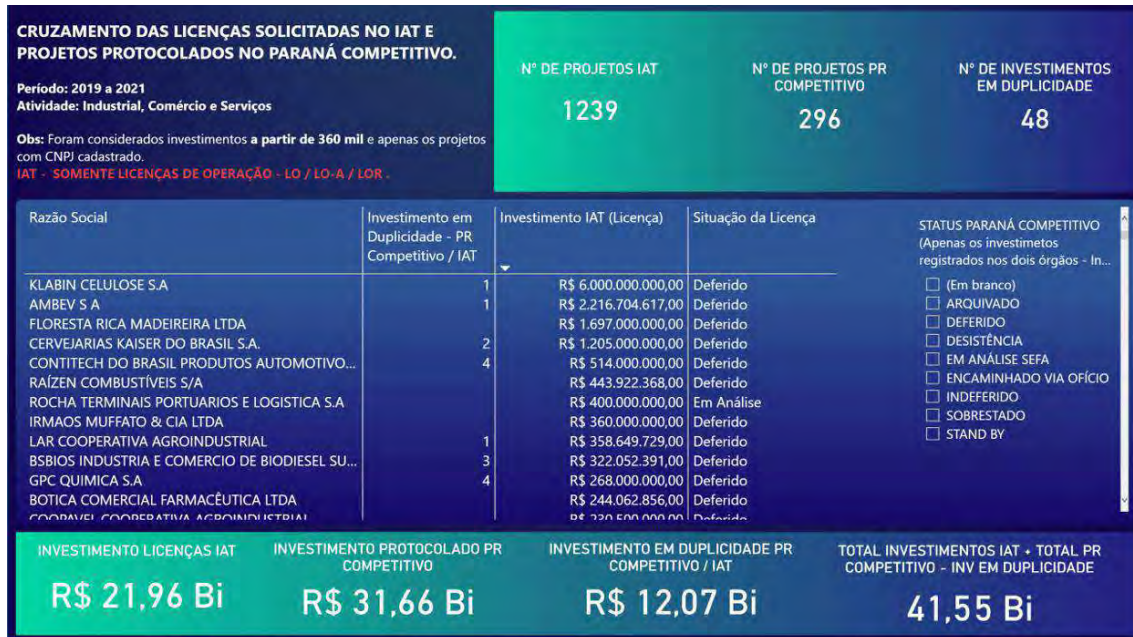 CRUZAMENTO DAS LICENÇAS SOLICITADAS NO IAT E
PROJETOS PROTOCOLADOS NO PARANÁ COMPETITIVO.
Período: 2019 a 2021
Atividade: Industrial, Comércio e Serviços
Obs: Foram considerados investimentos a partir de 360 mil e apenas os projetos
com CNPJ cadastrado.
IAT - SOMENTE LICENÇAS DE OPERAÇÃO - LO / LO-A / LOR .
N° DE PROJETOS IAT
1239
N° DE PROJETOS PR
COMPETITIVO
296
N° DE INVESTIMENTOS
EM DUPLICIDADE
48
Razão Social
Investimento em
Duplicidade - PR
Competitivo / IAT
Investimento IAT (Licença)
Situação da Licença
KLABIN CELULOSE S.A 1 R$ 6.000.000.000,00 Deferido
AMBEV S A 1 R$ 2.216.704.617,00 Deferido
FLORESTA RICA MADEIREIRA LTDA R$ 1.697.000.000,00 Deferido
CERVEJARIAS KAISER DO BRASIL S.A. 2 R$ 1.205.000.000,00 Deferido
CONTITECH DO BRASIL PRODUTOS AUTOMOTIVO... 4 R$ 514.000.000,00 Deferido
RAÍZEN COMBUSTÍVEIS S/A R$ 443.922.368,00 Deferido
ROCHA TERMINAIS PORTUARIOS E LOGISTICA S.A R$ 400.000.000,00 Em Análise
IRMAOS MUFFATO & CIA LTDA R$ 360.000.000,00 Deferido
LAR COOPERATIVA AGROINDUSTRIAL 1 R$ 358.649.729,00 Deferido
BSBIOS INDUSTRIA E COMERCIO DE BIODIESEL SU... 3 R$ 322.052.391,00 Deferido
GPC QUIMICA S.A 4 R$ 268.000.000,00 Deferido
BOTICA COMERCIAL FARMACÊUTICA LTDA R$ 244.062.856,00 Deferido
COOPAVEL COOPERATIVA AGROINDUSTRIAL R$ 230.500.000,00 Deferido
STATUS PARANÁ COMPETITIVO
(Apenas os investimetos
registrados nos dois órgãos - In...
(Em branco)
ARQUIVADO
DEFERIDO
DESISTÊNCIA
EM ANÁLISE SEFA
ENCAMINHADO VIA OFÍCIO
INDEFERIDO
SOBRESTADO
STAND BY
INVESTIMENTO LICENÇAS IAT
R$ 21,96 Bi
INVESTIMENTO PROTOCOLADO PR
COMPETITIVO
R$ 31,66 Bi
INVESTIMENTO EM DUPLICIDADE PR
COMPETITIVO / IAT
R$ 12,07 Bi
TOTAL INVESTIMENTOS IAT + TOTAL PR
COMPETITIVO - INV EM DUPLICIDADE
41,55 Bi